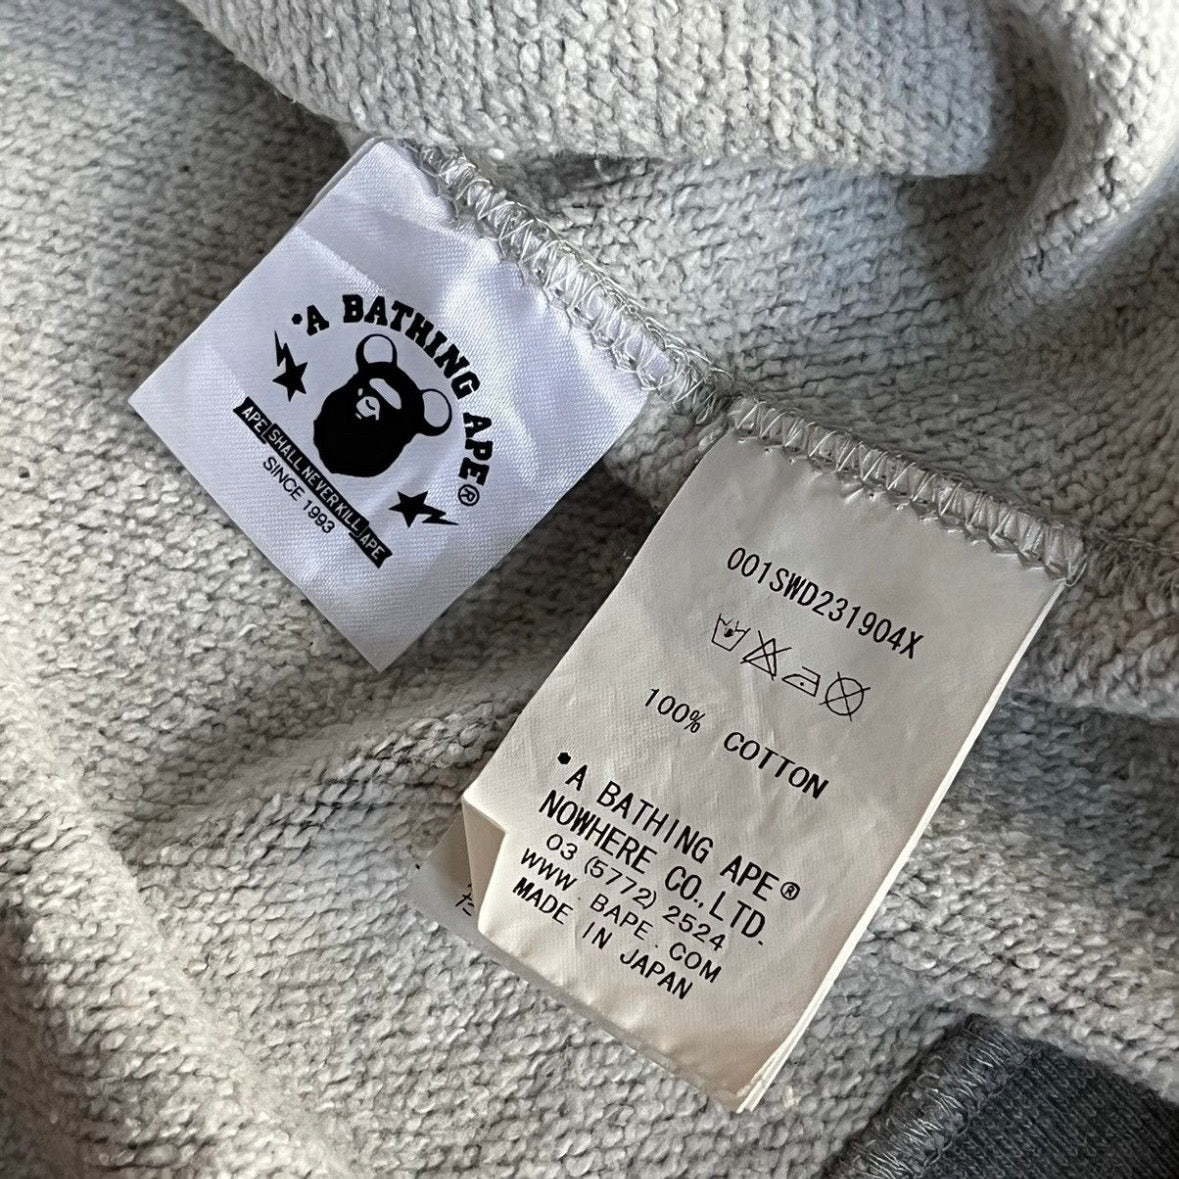 •A BATHING APE®
APE SHALL NEVER KILL APE
SINCE 1993
001SWD231904X
100% COTTON
•A BATHING APE®
NOWHERE CO., LTD.
03 (5772) 2524
WWW. BAPE. COM
MADE IN JAPAN